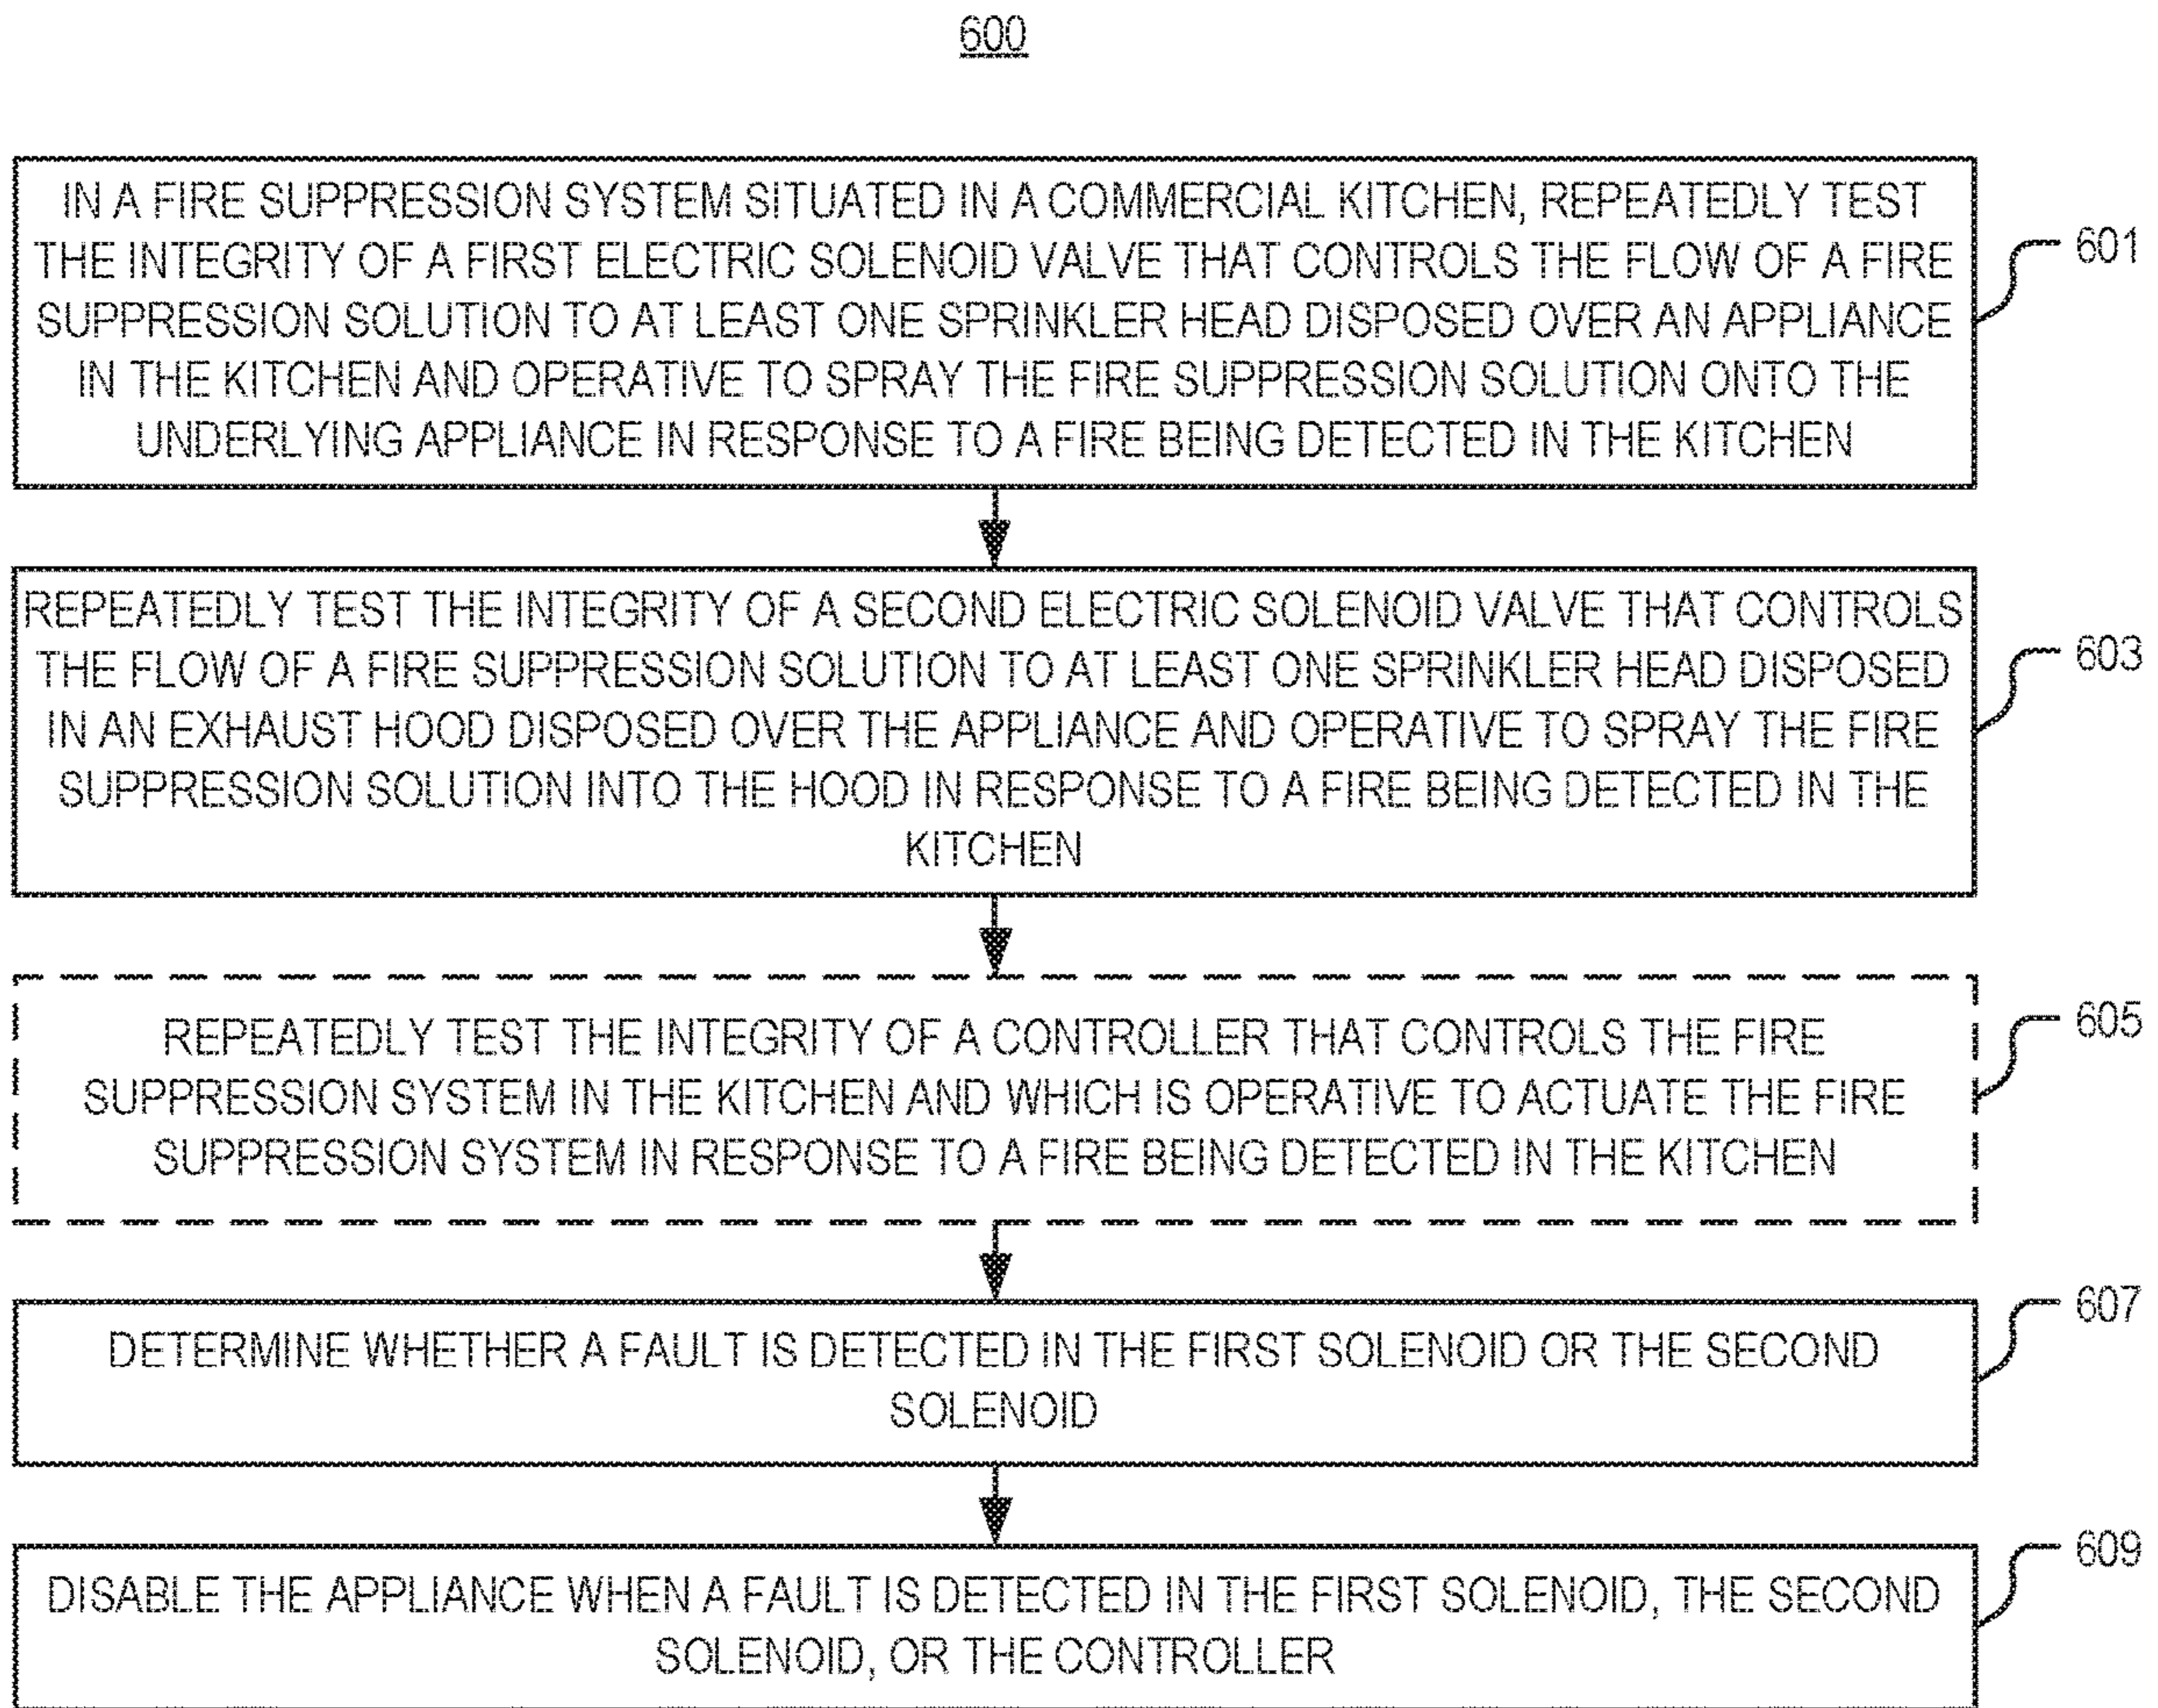 600
IN A FIRE SUPPRESSION SYSTEM SITUATED IN A COMMERCIAL KITCHEN, REPEATEDLY TEST
THE INTEGRITY OF A FIRST ELECTRIC SOLENOID VALVE THAT CONTROLS THE FLOW OF A FIRE
SUPPRESSION SOLUTION TO AT LEAST ONE SPRINKLER HEAD DISPOSED OVER AN APPLIANCE
IN THE KITCHEN AND OPERATIVE TO SPRAY THE FIRE SUPPRESSION SOLUTION ONTO THE
UNDERLYING APPLIANCE IN RESPONSE TO A FIRE BEING DETECTED IN THE KITCHEN
601
REPEATEDLY TEST THE INTEGRITY OF A SECOND ELECTRIC SOLENOID VALVE THAT CONTROLS
THE FLOW OF A FIRE SUPPRESSION SOLUTION TO AT LEAST ONE SPRINKLER HEAD DISPOSED
IN AN EXHAUST HOOD DISPOSED OVER THE APPLIANCE AND OPERATIVE TO SPRAY THE FIRE
SUPPRESSION SOLUTION INTO THE HOOD IN RESPONSE TO A FIRE BEING DETECTED IN THE
KITCHEN
603
REPEATEDLY TEST THE INTEGRITY OF A CONTROLLER THAT CONTROLS THE FIRE
SUPPRESSION SYSTEM IN THE KITCHEN AND WHICH IS OPERATIVE TO ACTUATE THE FIRE
SUPPRESSION SYSTEM IN RESPONSE TO A FIRE BEING DETECTED IN THE KITCHEN
605
DETERMINE WHETHER A FAULT IS DETECTED IN THE FIRST SOLENOID OR THE SECOND
SOLENOID
607
DISABLE THE APPLIANCE WHEN A FAULT IS DETECTED IN THE FIRST SOLENOID, THE SECOND
SOLENOID, OR THE CONTROLLER
609